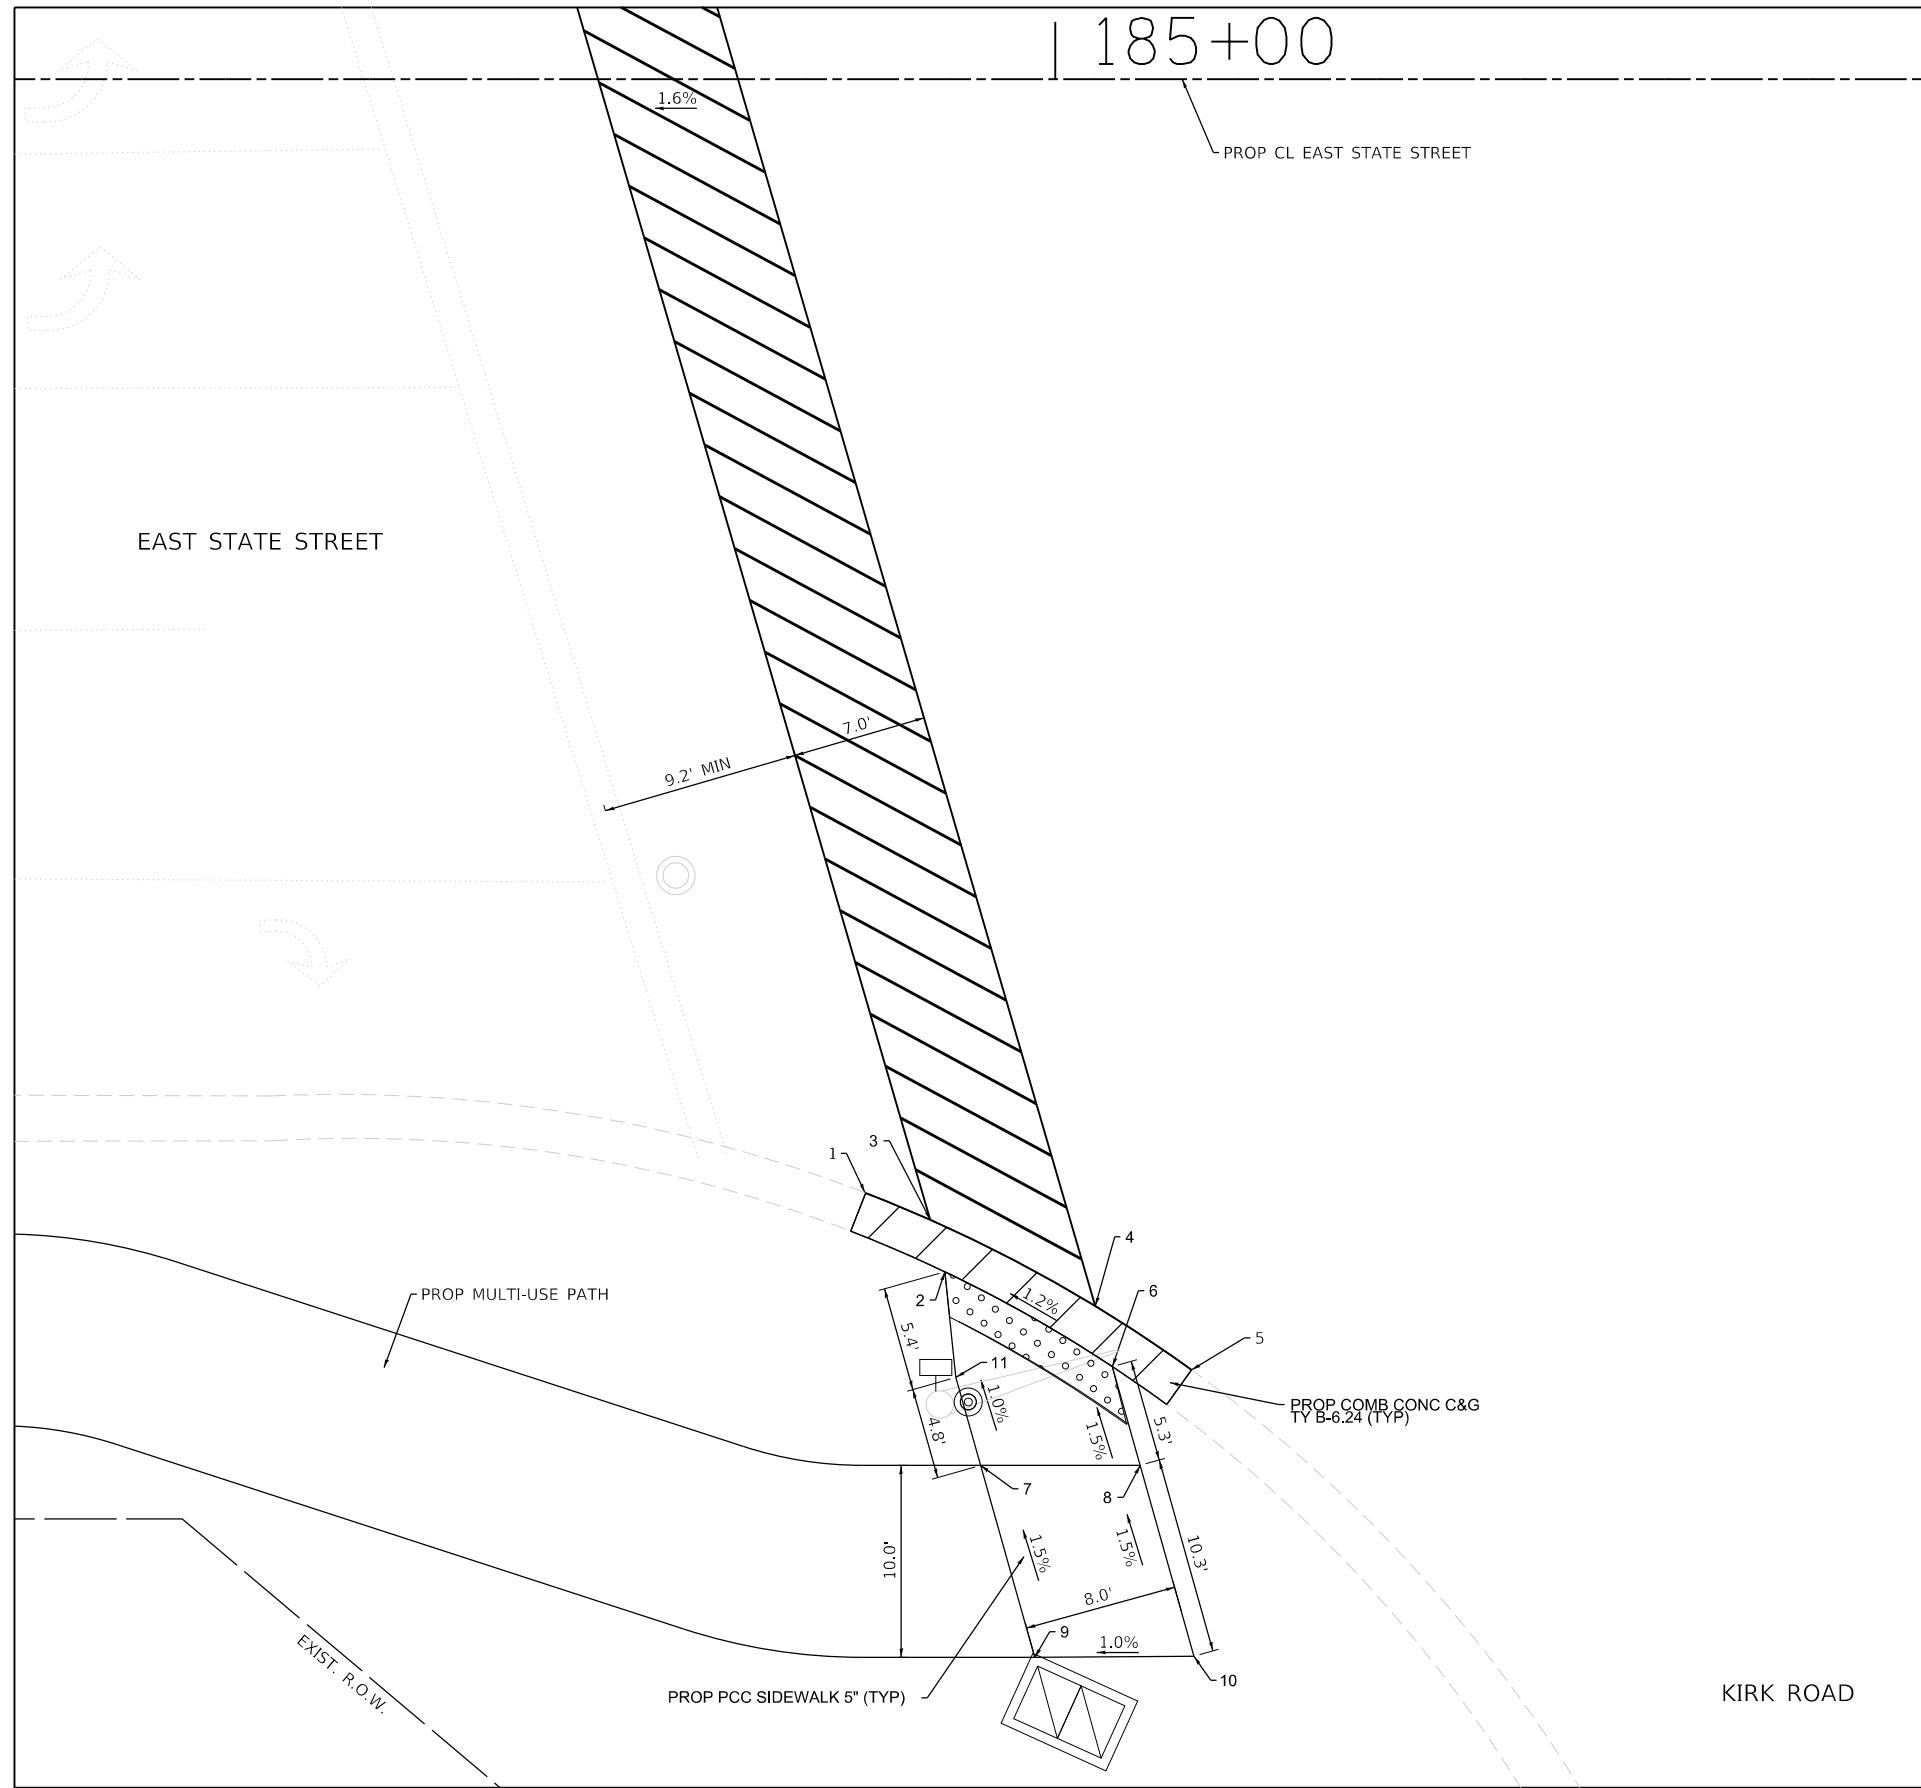 185+00
1.6%
PROP CL EAST STATE STREET
EAST STATE STREET
7.0'
9.2' MIN
3
1
4
2
6
1.2%
5
5.4'
11
1.0%
PROP MULTI-USE PATH
PROP COMB CONC C&G
TY B-6.24 (TYP)
4.8'
1.5%
5.3'
7
8
10.0'
1.5%
1.5%
10.3'
8.0'
9
1.0%
10
EXIST. R.O.W.
PROP PCC SIDEWALK 5" (TYP)
KIRK ROAD